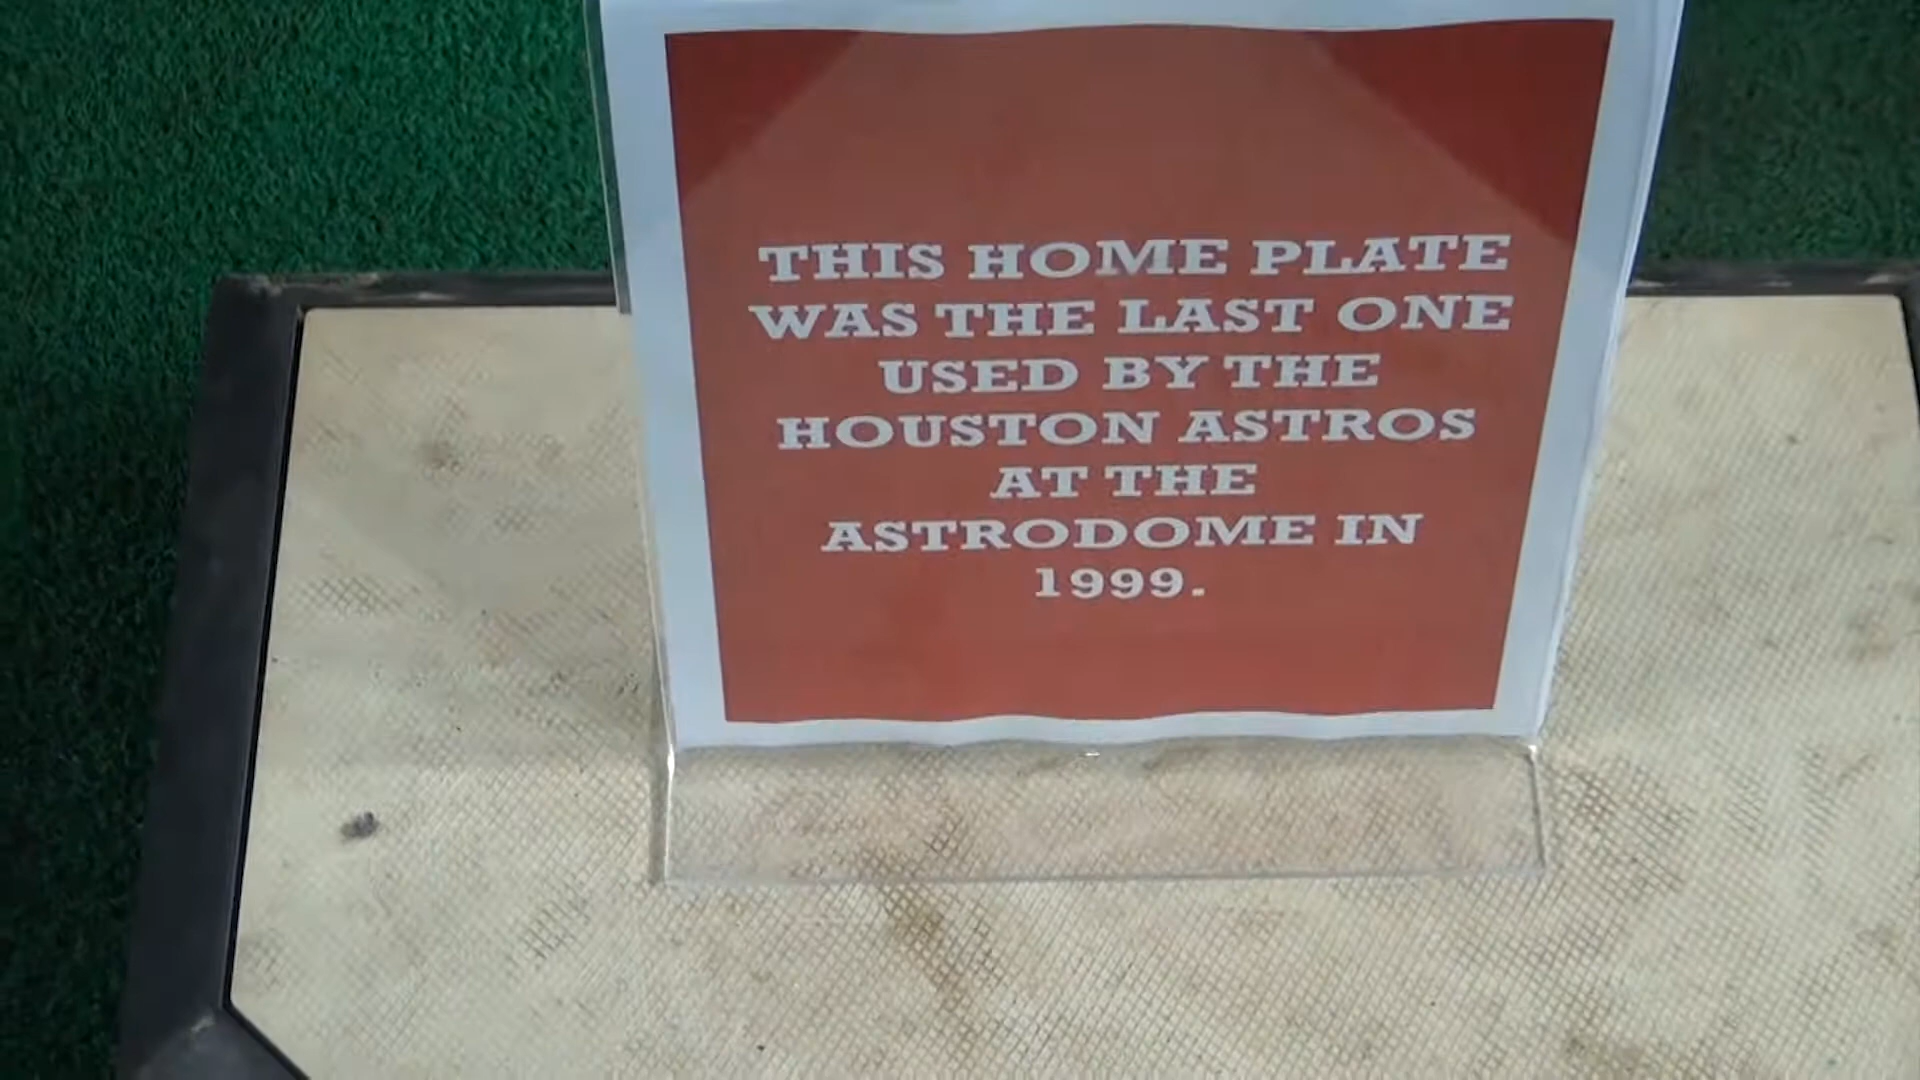 THIS HOME PLATE
WAS THE LAST ONE
USED BY THE
HOUSTON ASTROS
AT THE
ASTRODOME IN
1999.